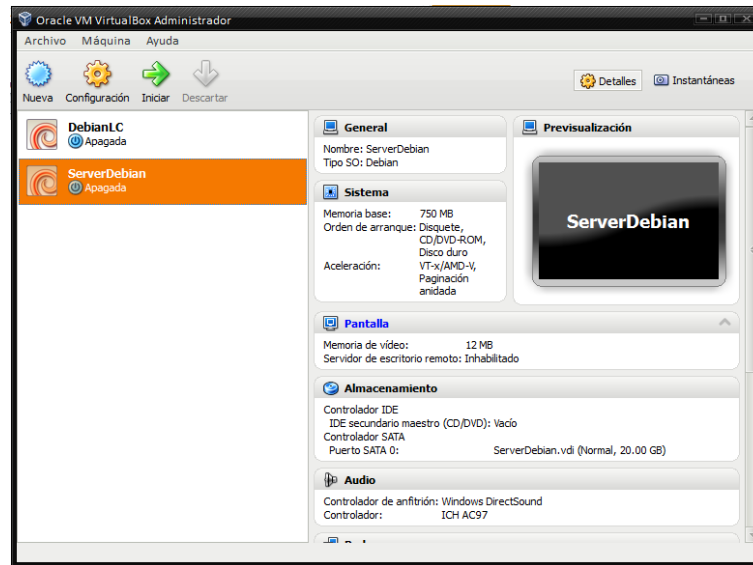 Oracle VM VirtualBox Administrador
Archivo Máquina Ayuda
Nueva Configuración Iniciar Descartar
Detalles Instantáneas
DebianLC
Apagada
ServerDebian
Apagada
General
Nombre: ServerDebian
Tipo SO: Debian
Sistema
Memoria base: 750 MB
Orden de arranque: Disquete,
CD/DVD-ROM,
Disco duro
Aceleración: VT-x/AMD-V,
Paginación
anidada
Previsualización
ServerDebian
Pantalla
Memoria de vídeo: 12 MB
Servidor de escritorio remoto: Inhabilitado
Almacenamiento
Controlador IDE
IDE secundario maestro (CD/DVD): Vacío
Controlador SATA
Puerto SATA 0: ServerDebian.vdi (Normal, 20.00 GB)
Audio
Controlador de anfitrión: Windows DirectSound
Controlador: ICH AC97